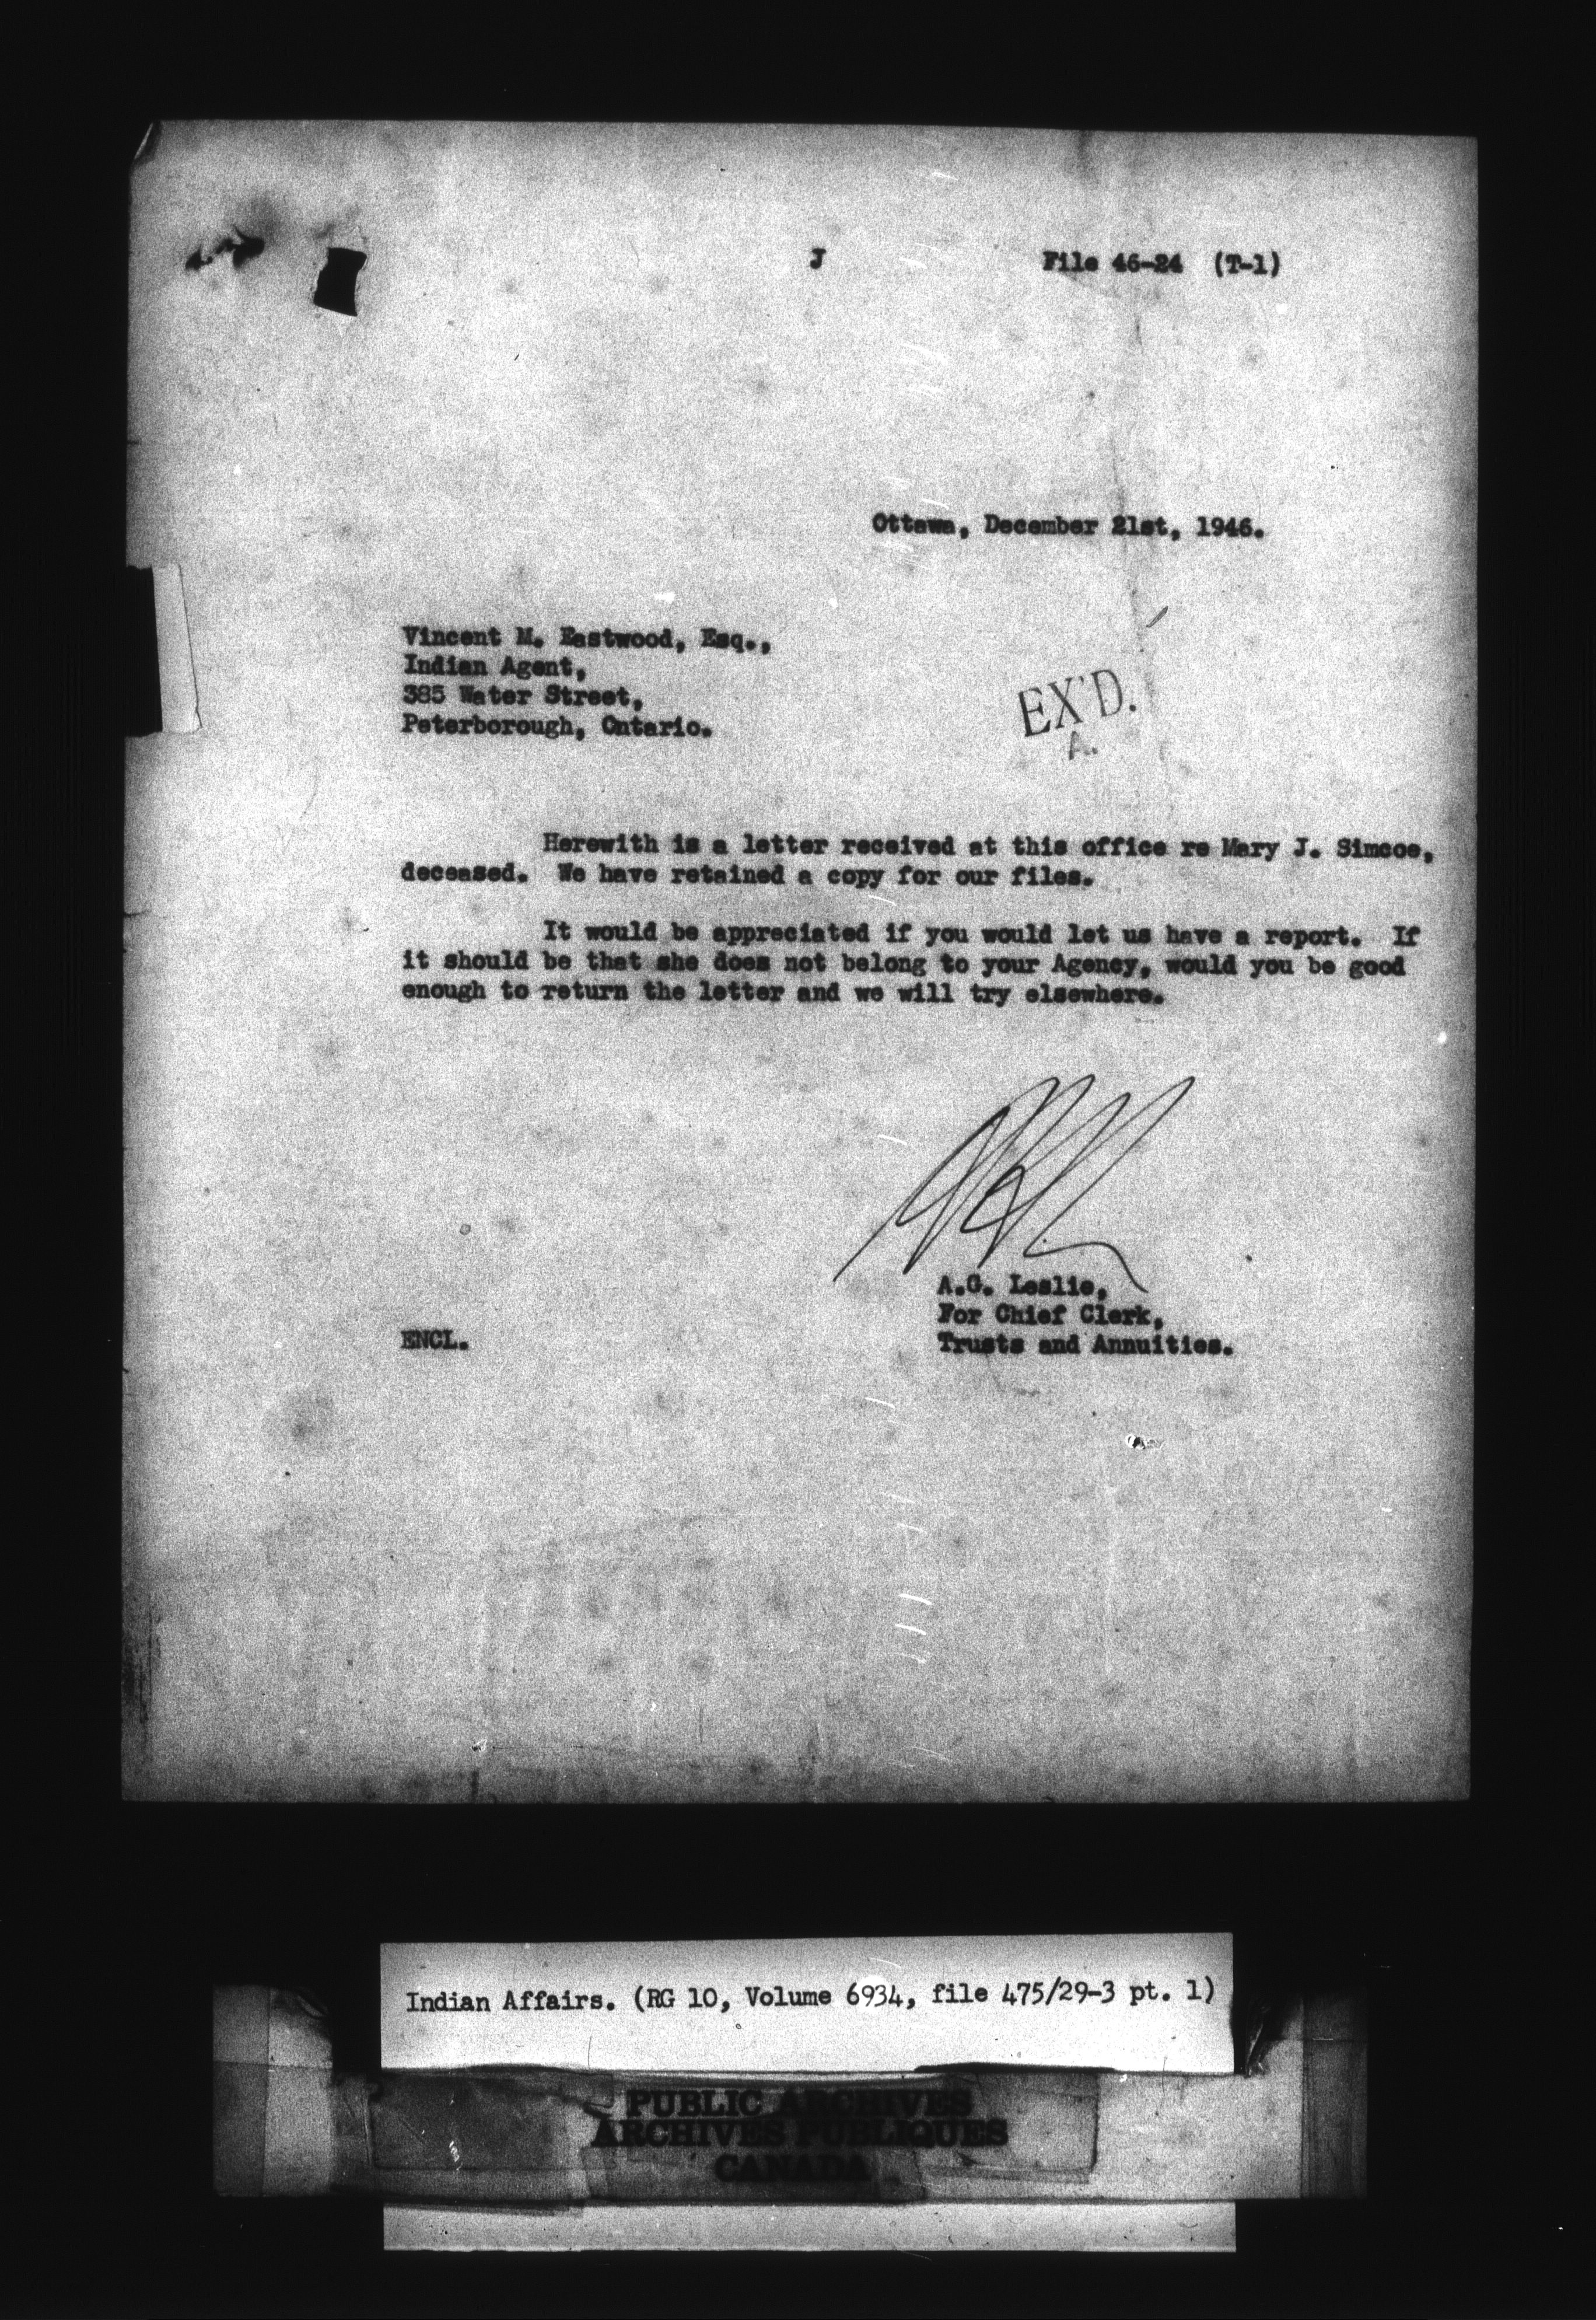 J File 46-24 (T-1)
Ottawa, December 21st, 1946.
Vincent M. Eastwood, Esq.,
Indian Agent,
385 Water Street,
Peterborough, Ontario.
EX'D.
A.
Herewith is a letter received at this office re Mary J. Simcoe,
deceased. We have retained a copy for our files.
It would be appreciated if you would let us have a report. If
it should be that she does not belong to your Agency, would you be good
enough to return the letter and we will try elsewhere.
A.G. Leslie,
For Chief Clerk,
Trusts and Annuities.
ENCL.
Indian Affairs. (RG 10, Volume 6934, file 475/29-3 pt. 1)
PUBLIC ARCHIVES
ARCHIVES PUBLIQUES
CANADA